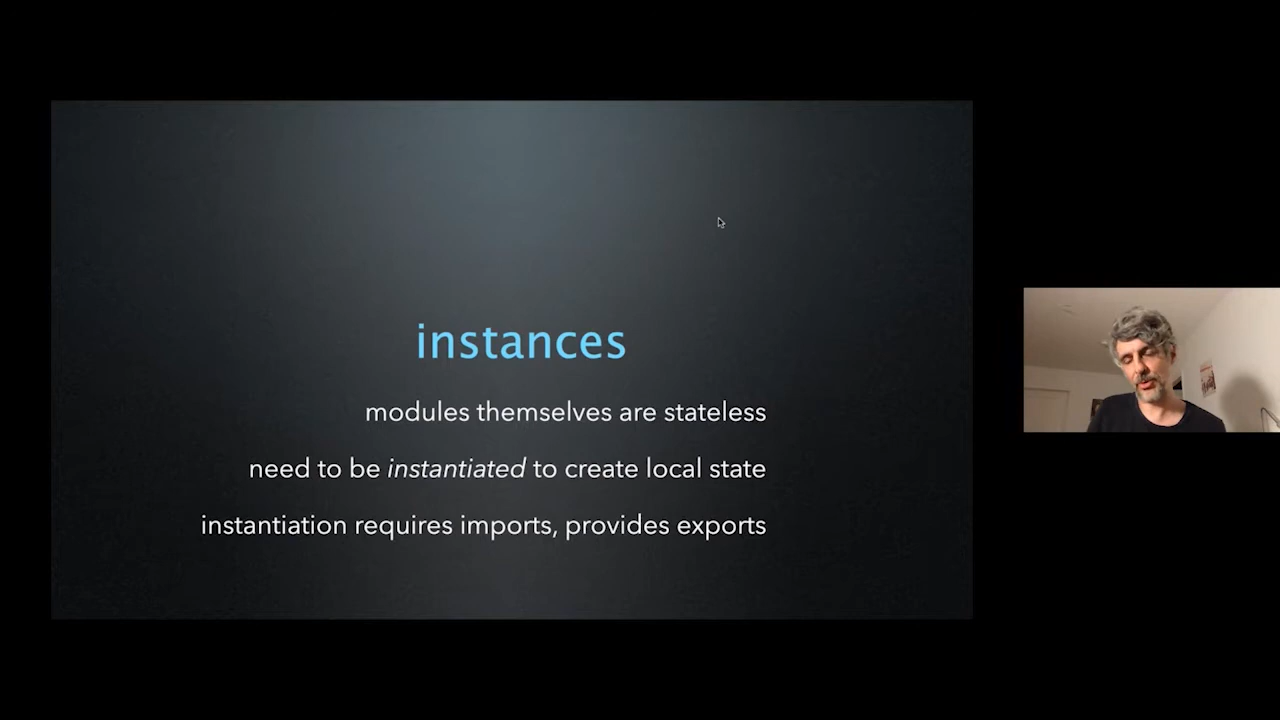 instances
modules themselves are stateless
need to be instantiated to create local state
instantiation requires imports, provides exports